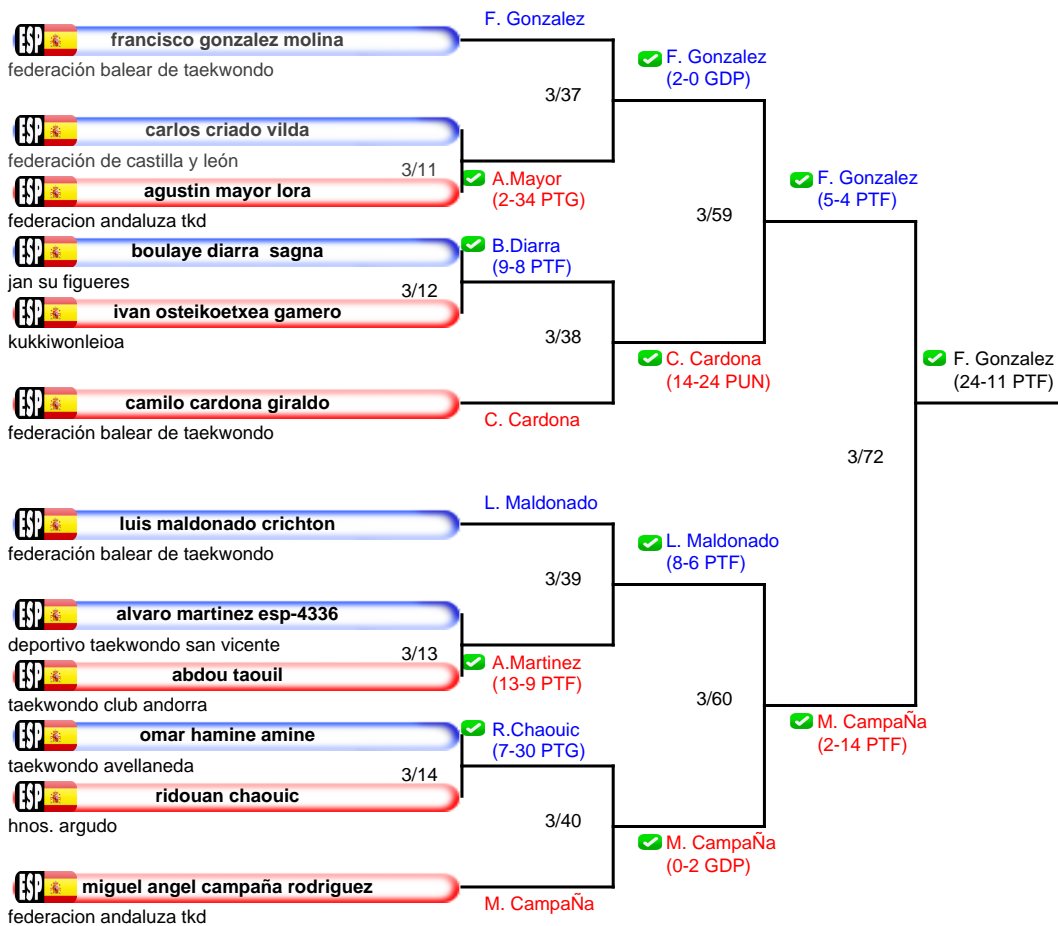 F. Gonzalez
ESP francisco gonzalez molina
federación balear de taekwondo
F. Gonzalez
(2-0 GDP)
3/37
ESP carlos criado vilda
federación de castilla y león
3/11
A.Mayor
(2-34 PTG)
ESP agustin mayor lora
federacion andaluza tkd
F. Gonzalez
(5-4 PTF)
3/59
ESP boulaye diarra sagna
jan su figueres
B.Diarra
(9-8 PTF)
3/12
ESP ivan osteikoetxea gamero
kukkiwonleioa
3/38
C. Cardona
(14-24 PUN)
F. Gonzalez
(24-11 PTF)
ESP camilo cardona giraldo
federación balear de taekwondo
C. Cardona
3/72
L. Maldonado
ESP luis maldonado crichton
federación balear de taekwondo
L. Maldonado
(8-6 PTF)
3/39
ESP alvaro martinez esp-4336
deportivo taekwondo san vicente
3/13
A.Martinez
(13-9 PTF)
ESP abdou taouil
taekwondo club andorra
3/60
M. CampaÑa
(2-14 PTF)
ESP omar hamine amine
taekwondo avellaneda
R.Chaouic
(7-30 PTG)
3/14
ESP ridouan chaouic
hnos. argudo
3/40
M. CampaÑa
(0-2 GDP)
ESP miguel angel campaña rodriguez
federacion andaluza tkd
M. CampaÑa